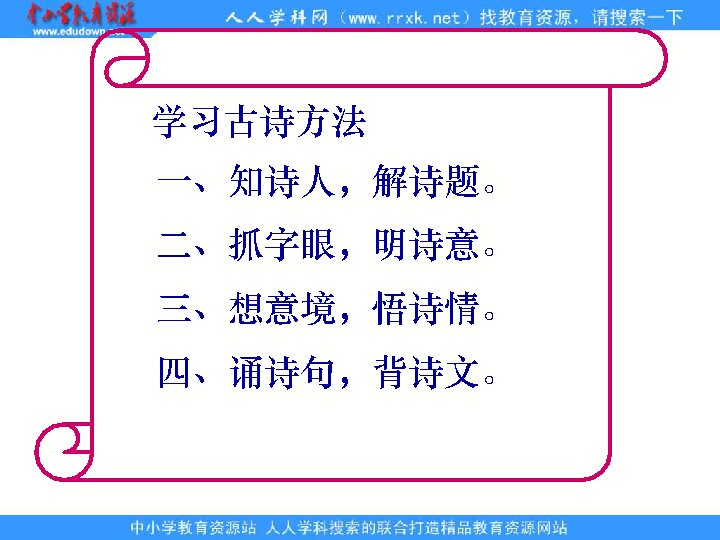 中小学教育资源
www.edudown.net
人人学科网（www.rrxk.net）找教育资源，请搜索一下
学习古诗方法
一、知诗人，解诗题。
二、抓字眼，明诗意。
三、想意境，悟诗情。
四、诵诗句，背诗文。
中小学教育资源站 人人学科搜索的联合打造精品教育资源网站